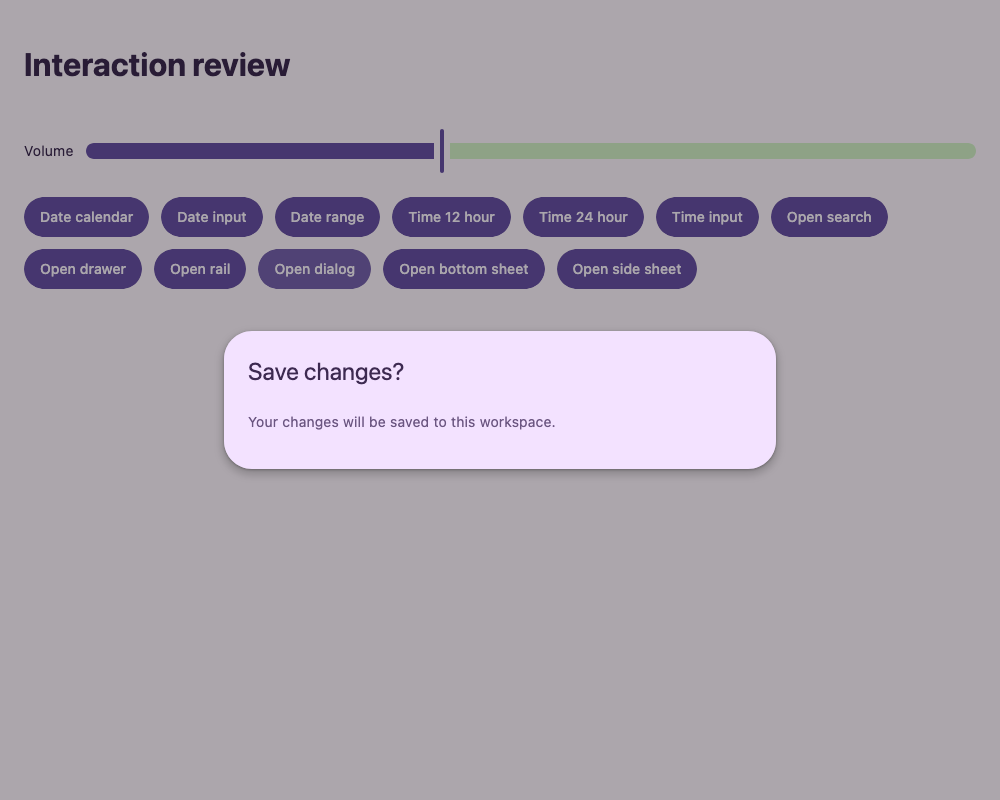 Interaction review
Volume
Date calendar Date input Date range Time 12 hour Time 24 hour Time input Open search
Open drawer Open rail Open dialog Open bottom sheet Open side sheet
Save changes?
Your changes will be saved to this workspace.